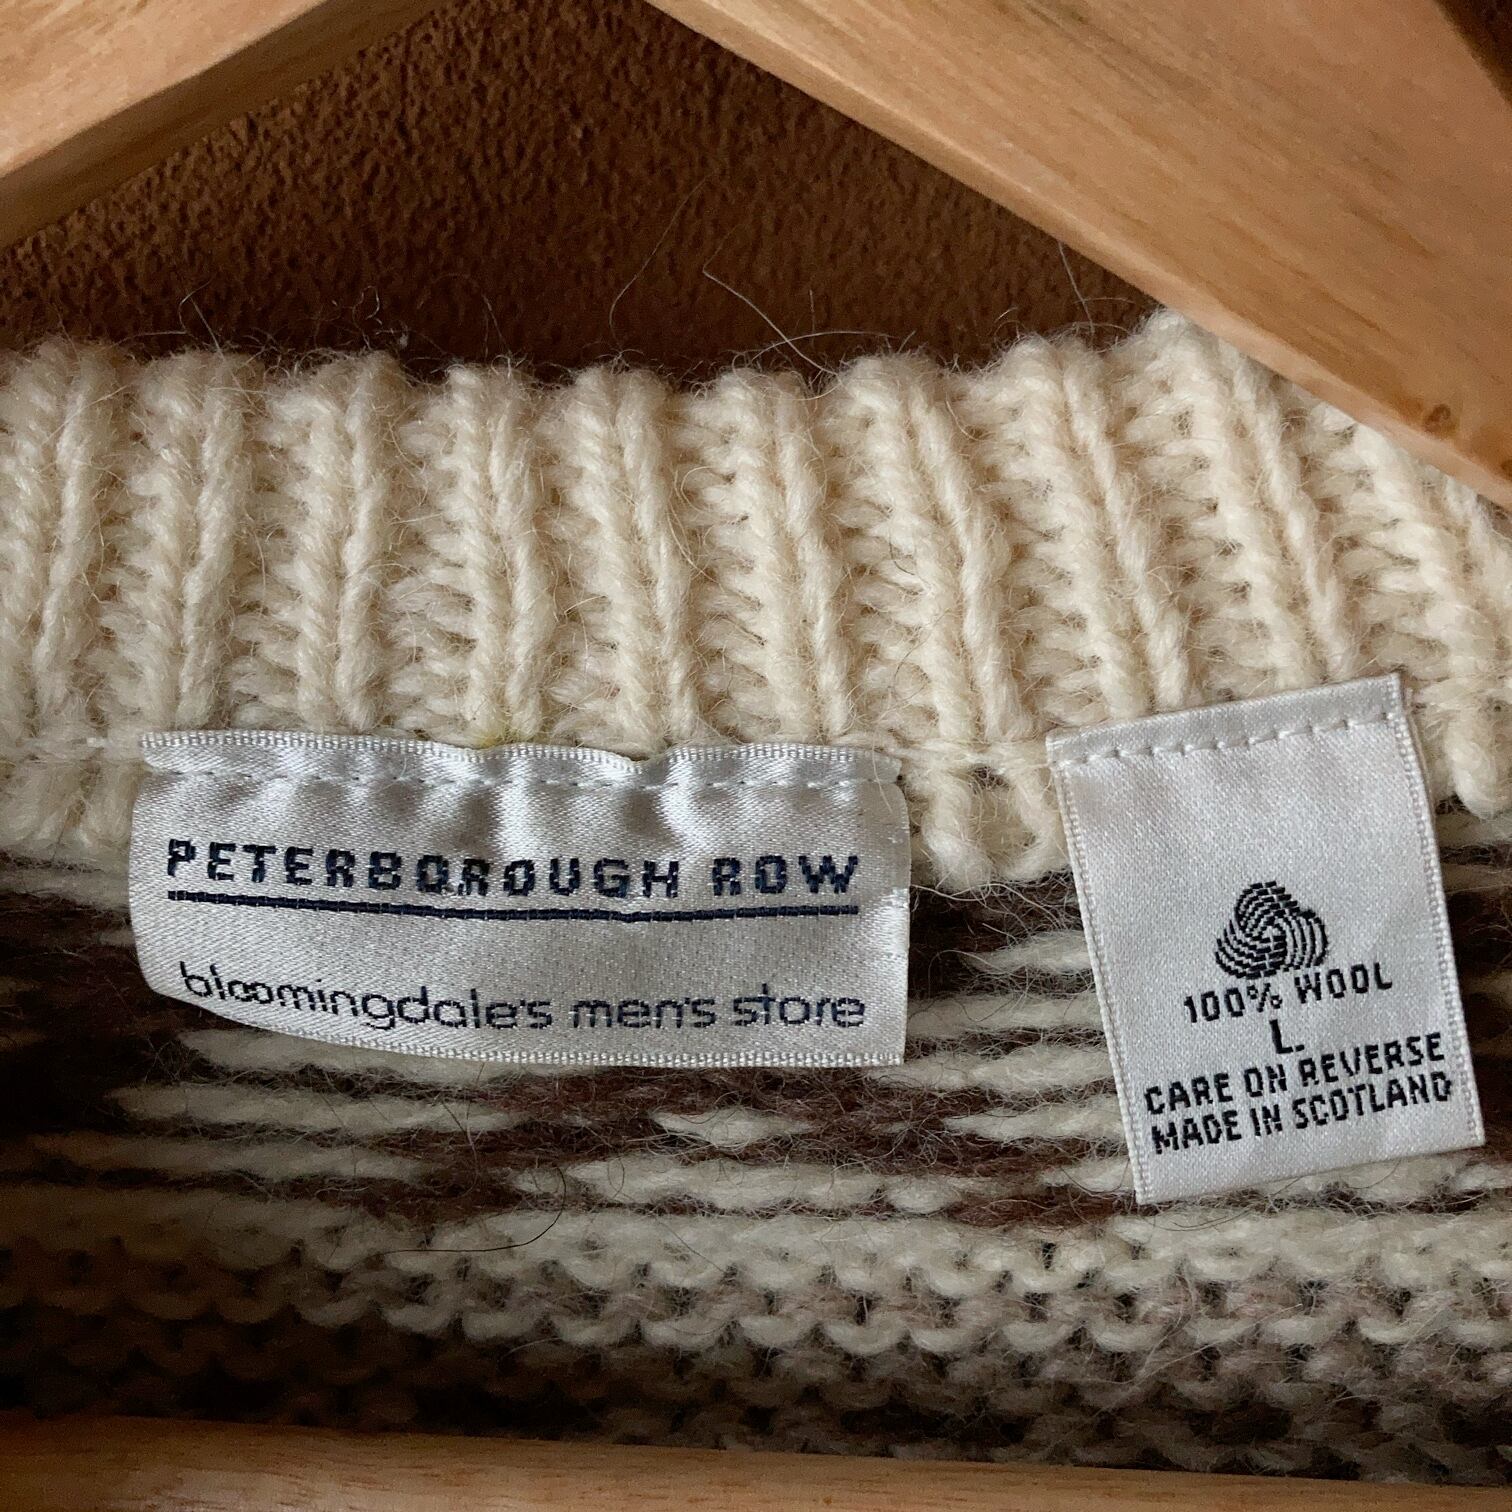 PETERBOROUGH ROW
bloomingdale's men's store
100% WOOL
L.
CARE ON REVERSE
MADE IN SCOTLAND